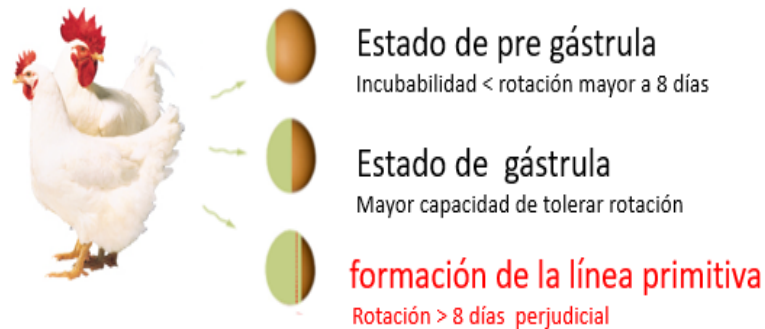 Estado de pre gástrula
Incubabilidad < rotación mayor a 8 días
Estado de gástrula
Mayor capacidad de tolerar rotación
formación de la línea primitiva
Rotación > 8 días perjudicial